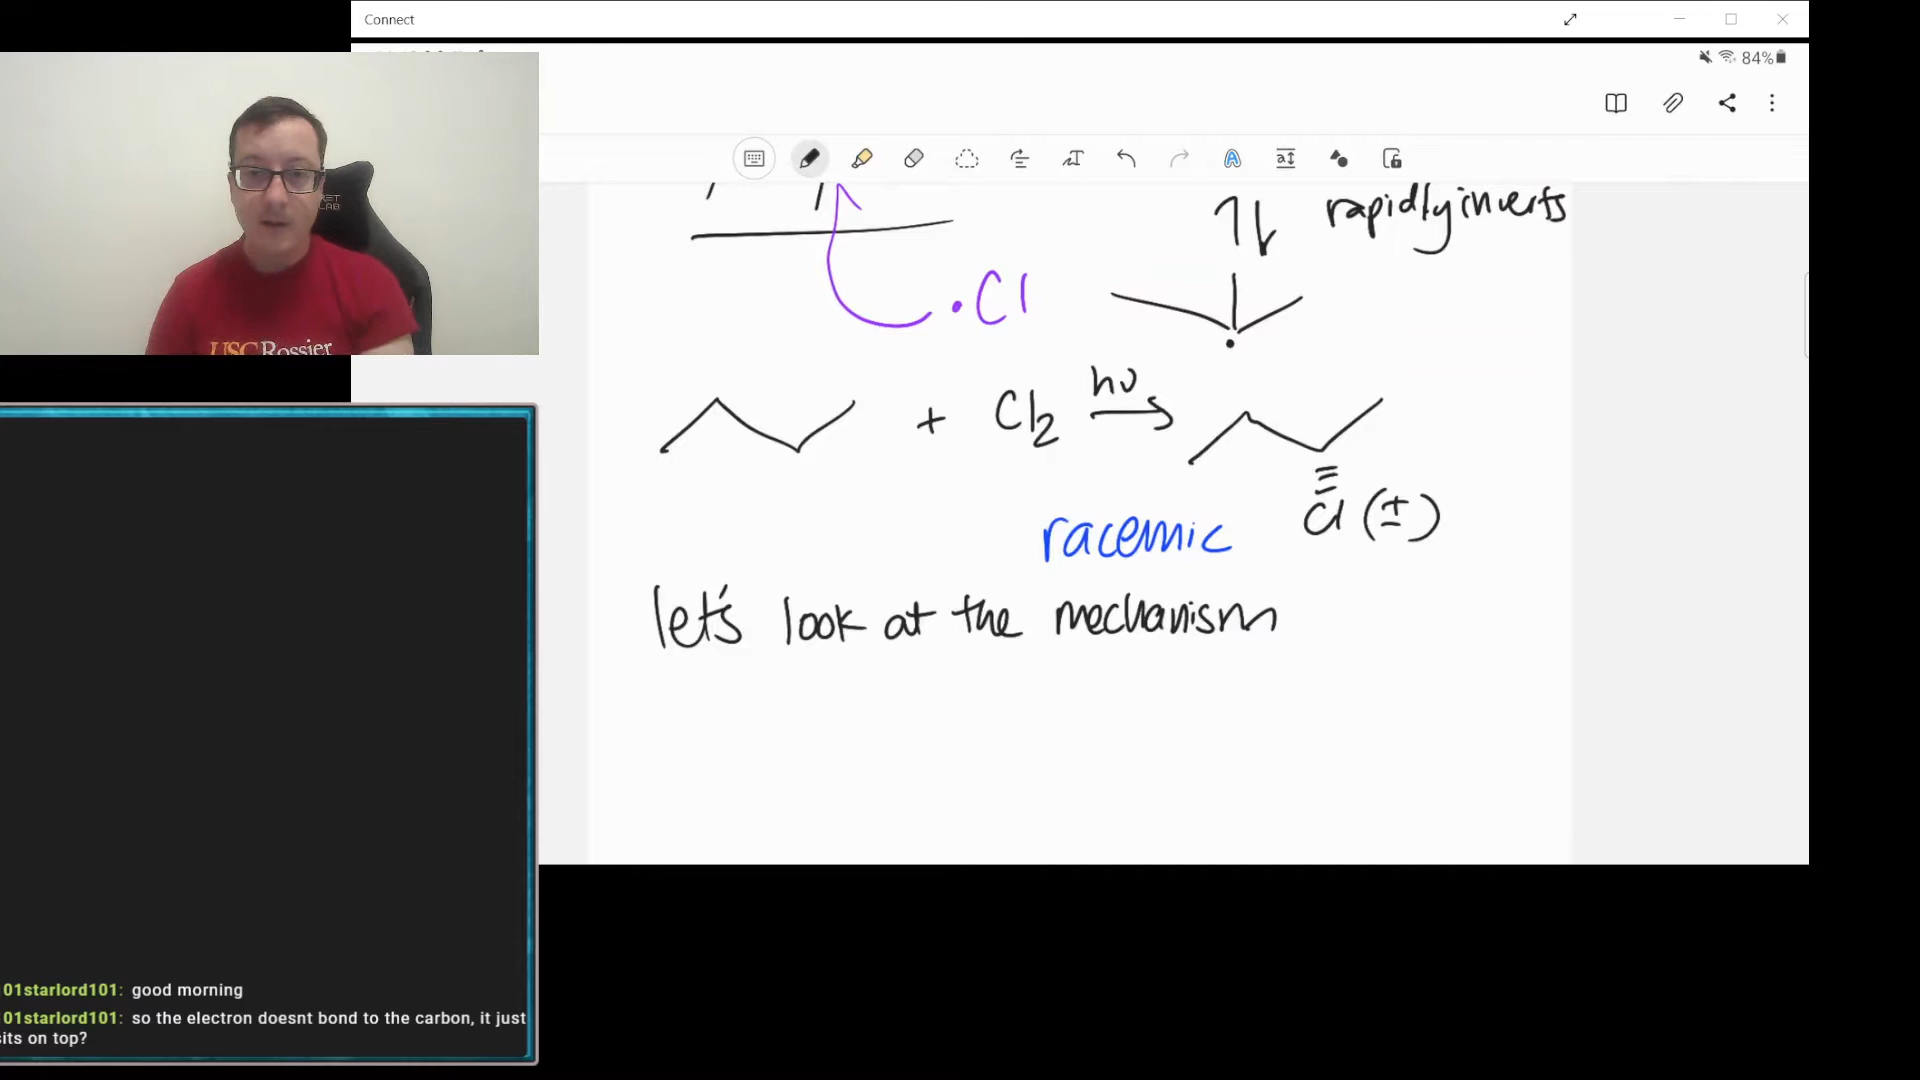 Connect
84%
USC Rossier
rapidly inverts
•Cl
+ Cl2 hν
Cl (±)
racemic
let's look at the mechanism
01starlord101: good morning
01starlord101: so the electron doesnt bond to the carbon, it just
sits on top?